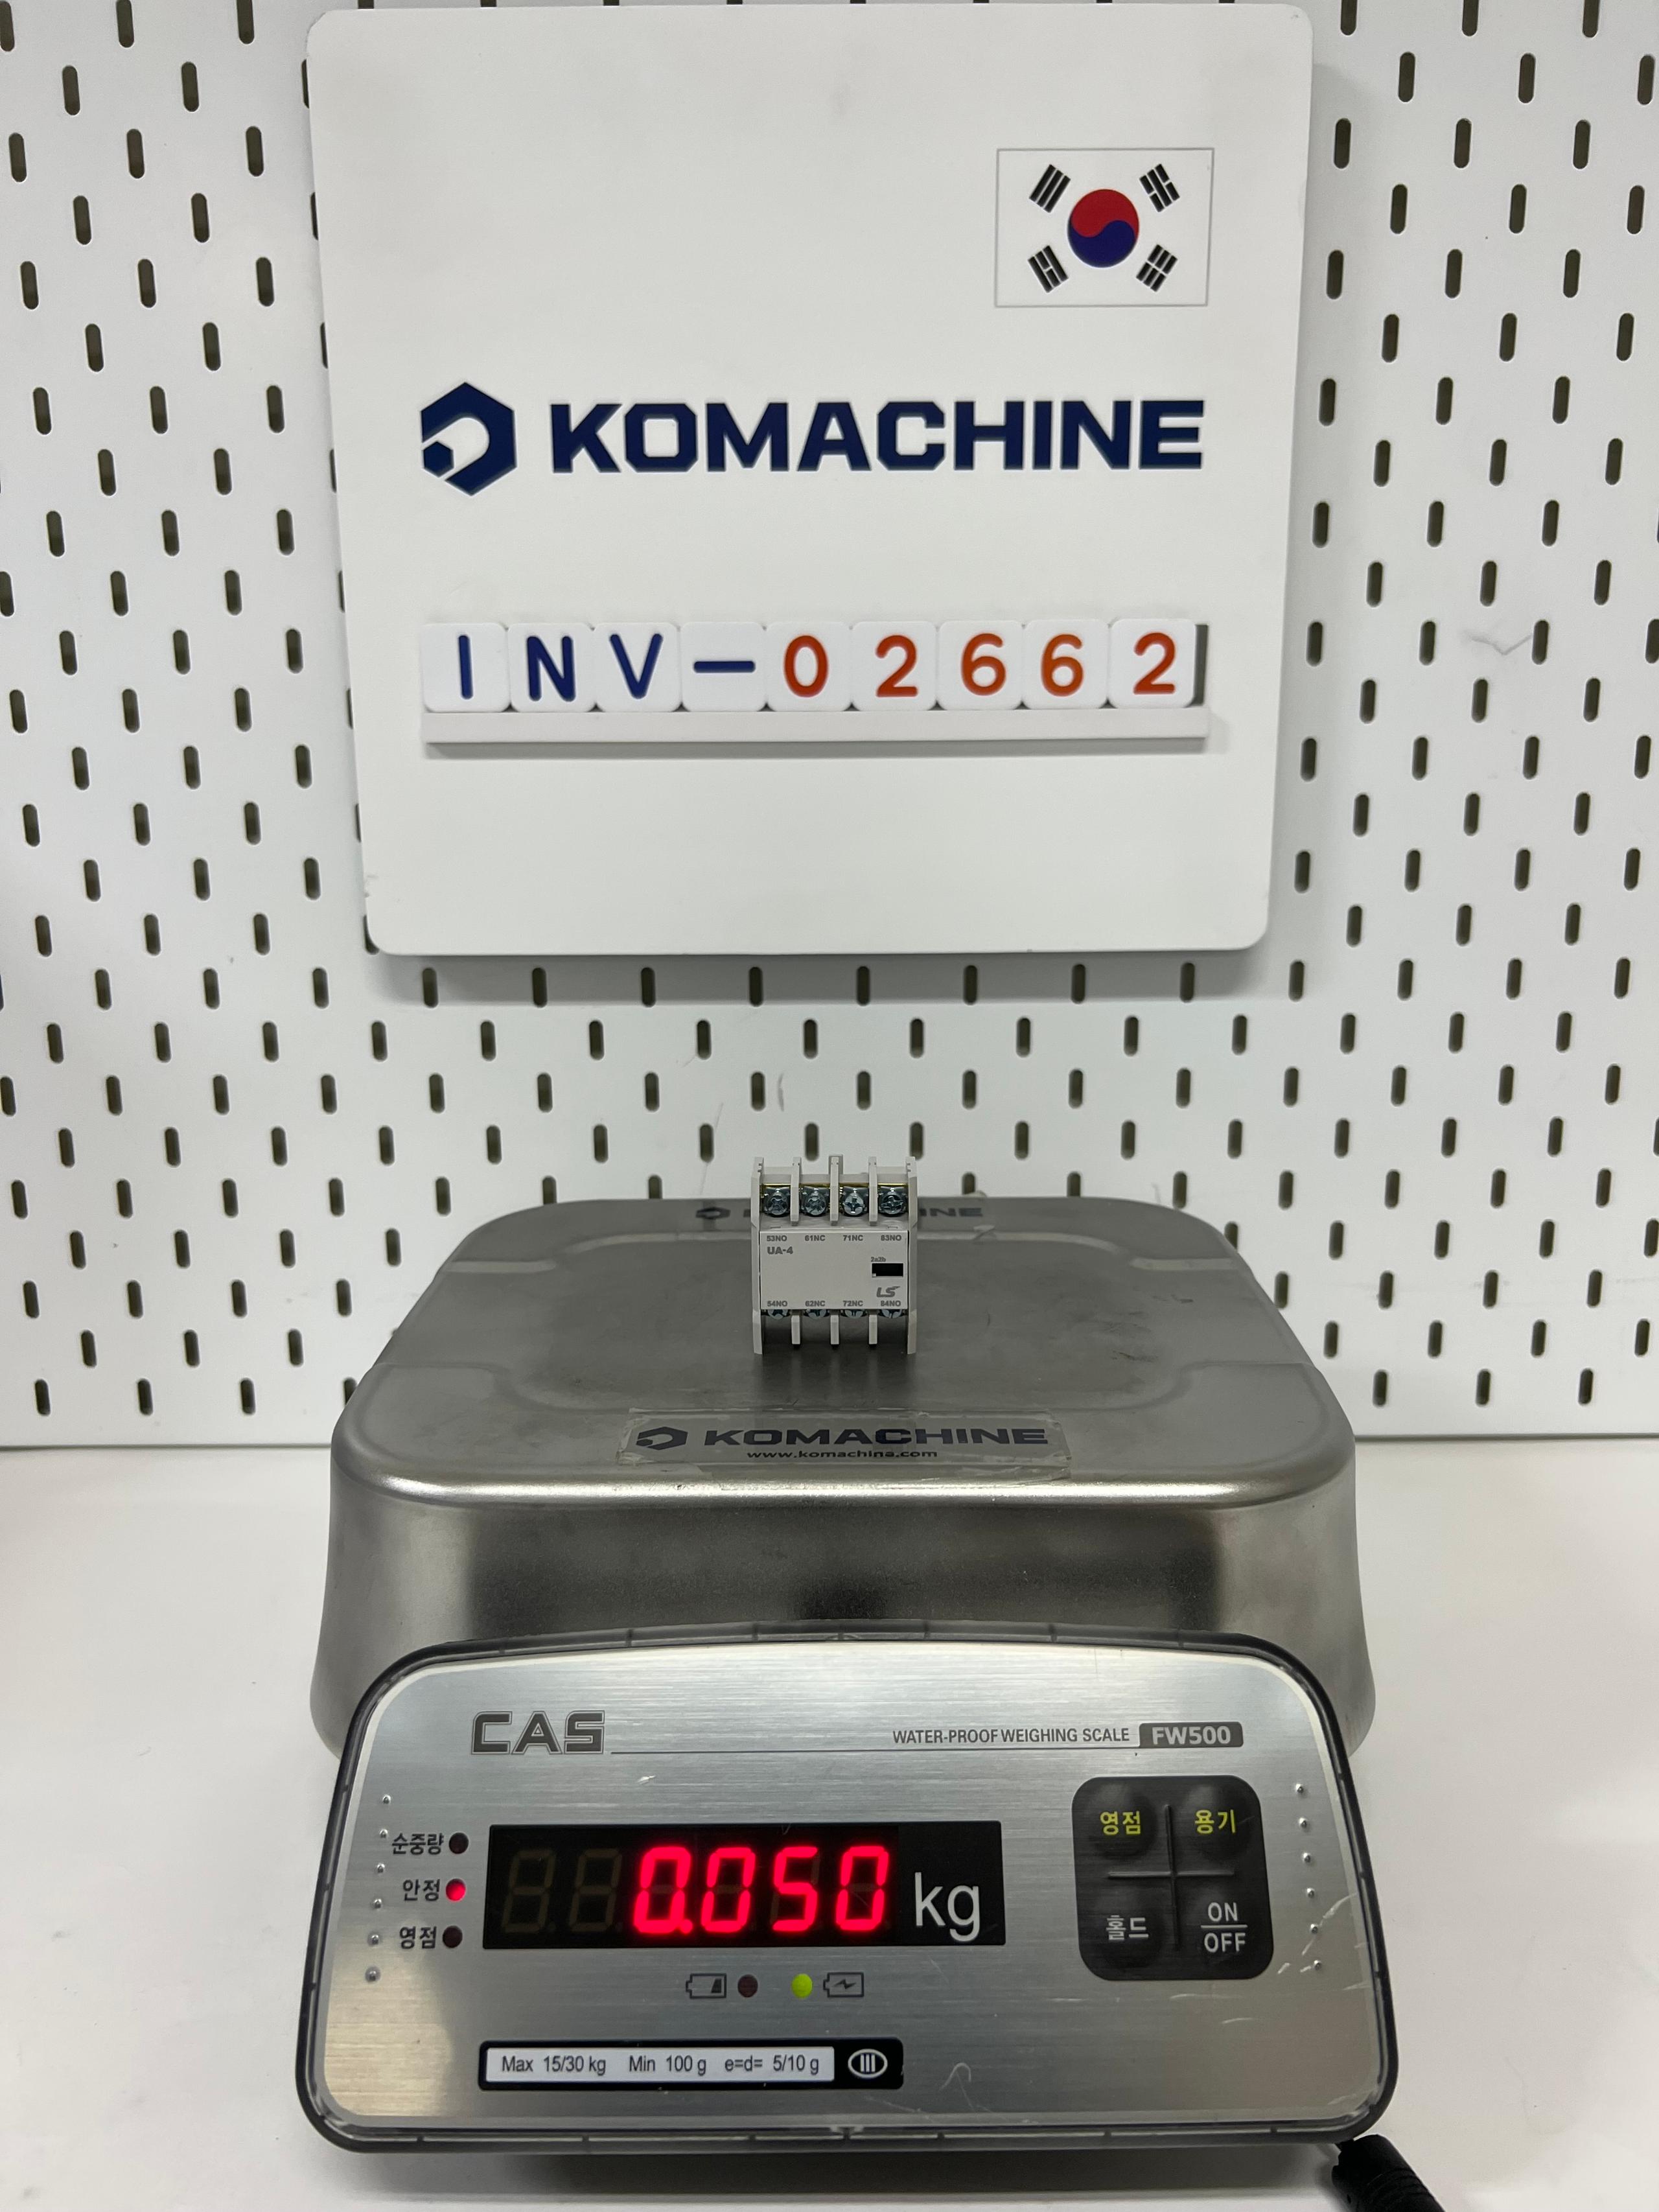 KOMACHINE
INV-02662
53NO 61NC 71NC 83NO
UA-4
2a2b
LS
54NO 62NC 72NC 84NO
KOMACHINE
www.komachina.com
CAS
WATER-PROOF WEIGHING SCALE FW500
영점 용기
순중량
안정
0.050 kg
영점
홀드
ON
OFF
Max 15/30 kg Min 100 g e=d= 5/10 g III